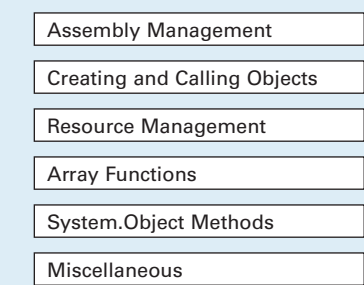 Assembly Management
Creating and Calling Objects
Resource Management
Array Functions
System.Object Methods
Miscellaneous